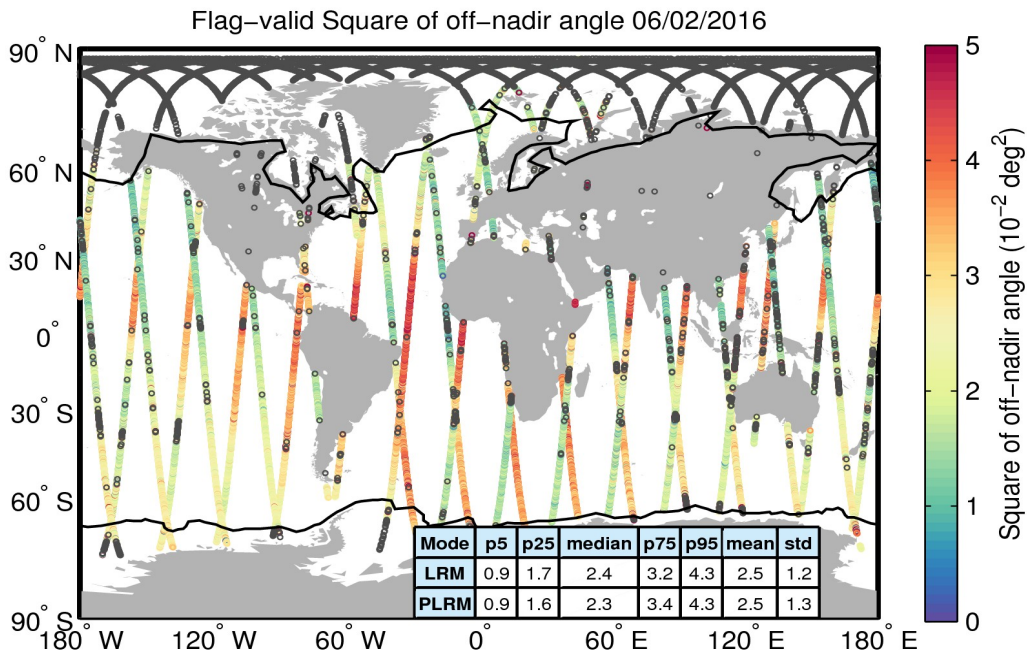 Flag-valid Square of off-nadir angle 06/02/2016
90° N
60° N
30° N
0°
30° S
60° S
90° S
180° W
120° W
60° W
0°
60° E
120° E
180° E
Mode p5 p25 median p75 p95 mean std
LRM 0.9 1.7 2.4 3.2 4.3 2.5 1.2
PLRM 0.9 1.6 2.3 3.4 4.3 2.5 1.3
5
4
3
2
1
0
Square of off-nadir angle (10⁻² deg²)